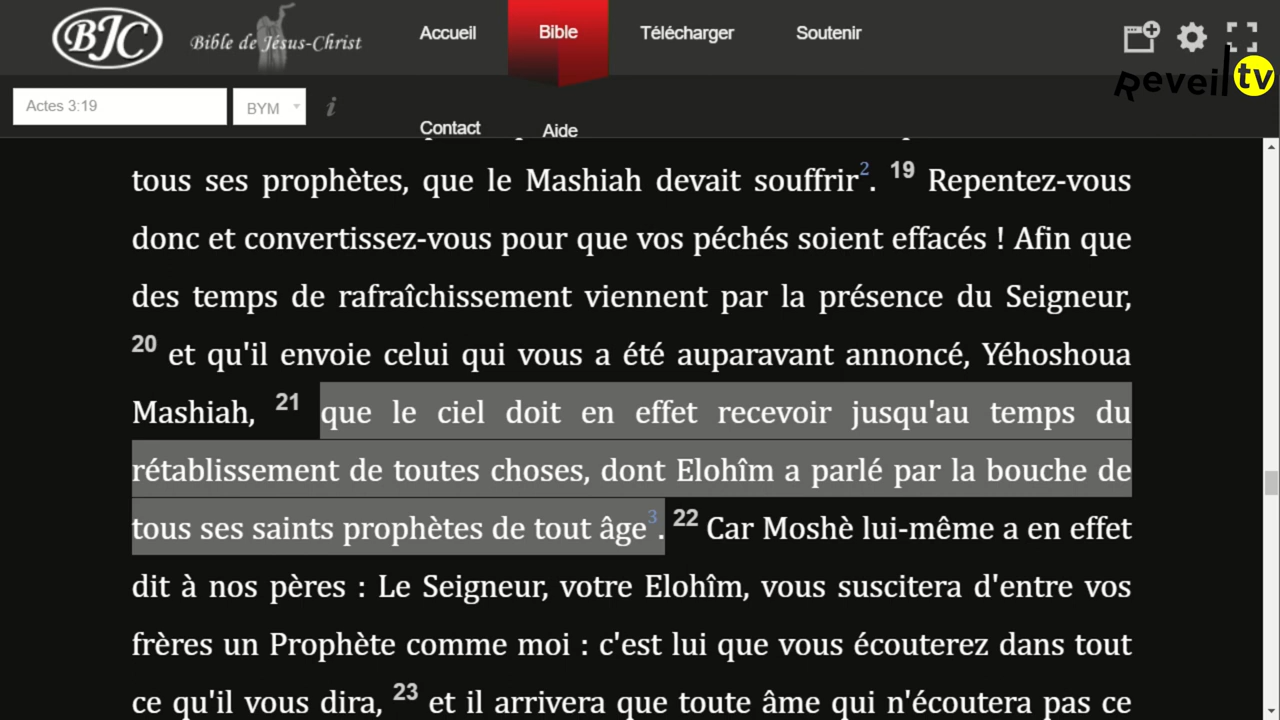 BJC
Bible de Jésus-Christ
Accueil
Bible
Télécharger
Soutenir
Reveil tv
Actes 3:19
BYM
i
Contact
Aide
tous ses prophètes, que le Mashiah devait souffrir2. 19 Repentez-vous
donc et convertissez-vous pour que vos péchés soient effacés ! Afin que
des temps de rafraîchissement viennent par la présence du Seigneur,
20 et qu'il envoie celui qui vous a été auparavant annoncé, Yéhoshoua
Mashiah, 21 que le ciel doit en effet recevoir jusqu'au temps du
rétablissement de toutes choses, dont Elohîm a parlé par la bouche de
tous ses saints prophètes de tout âge3. 22 Car Moshè lui-même a en effet
dit à nos pères : Le Seigneur, votre Elohîm, vous suscitera d'entre vos
frères un Prophète comme moi : c'est lui que vous écouterez dans tout
ce qu'il vous dira, 23 et il arrivera que toute âme qui n'écoutera pas ce